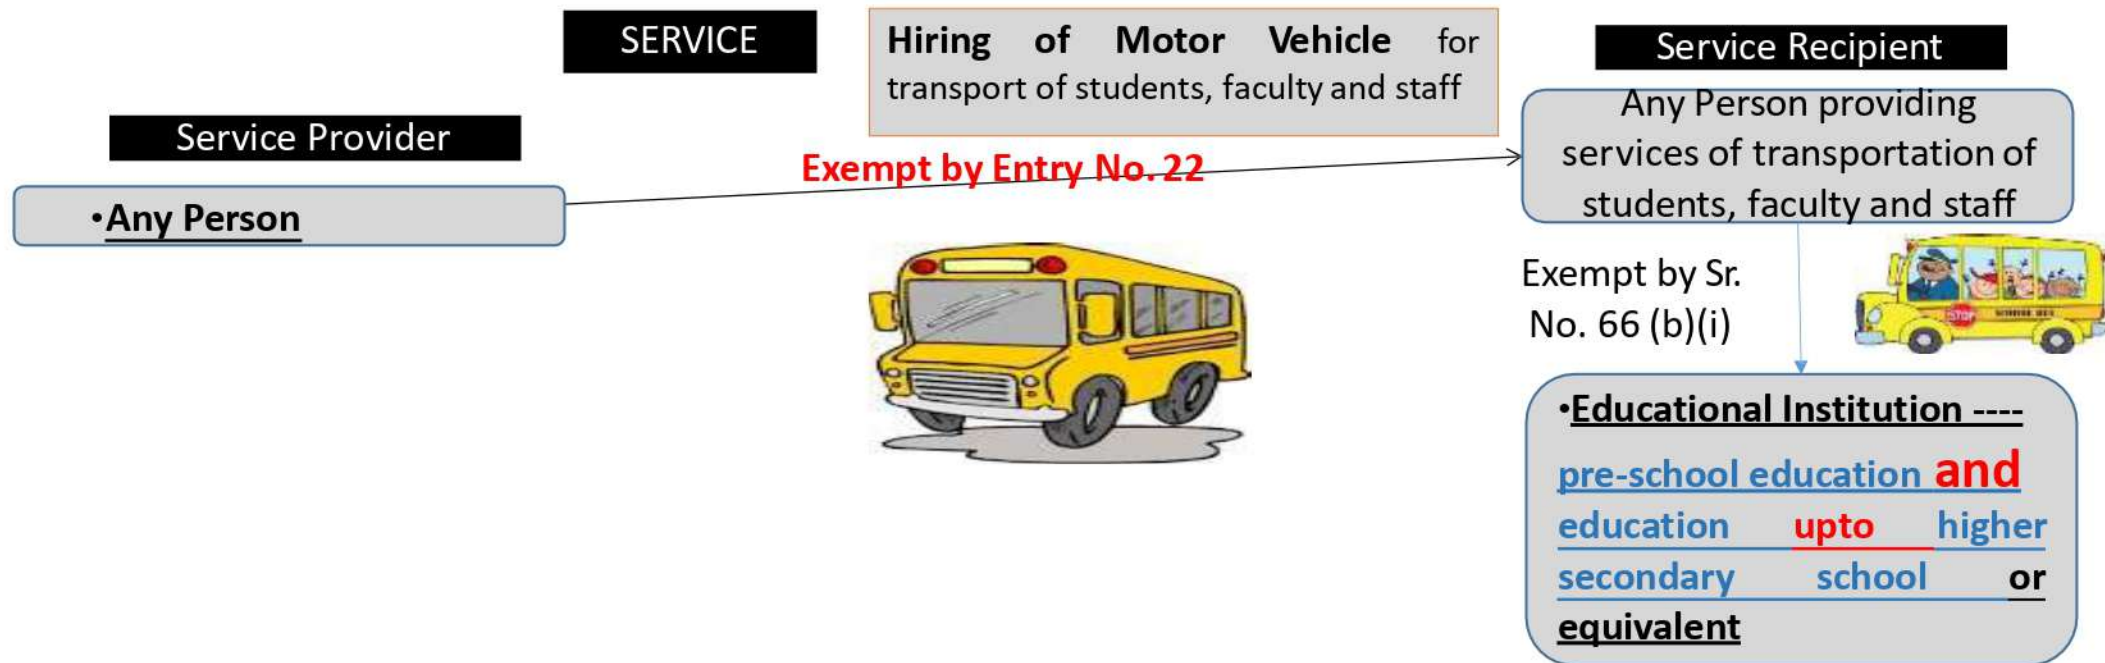 SERVICE
Hiring of Motor Vehicle for
transport of students, faculty and staff
Service Recipient
Any Person providing
services of transportation of
students, faculty and staff
Service Provider
•Any Person
Exempt by Entry No. 22
Exempt by Sr.
No. 66 (b)(i)
STOP
•Educational Institution ----
pre-school education and
education upto higher
secondary school or
equivalent